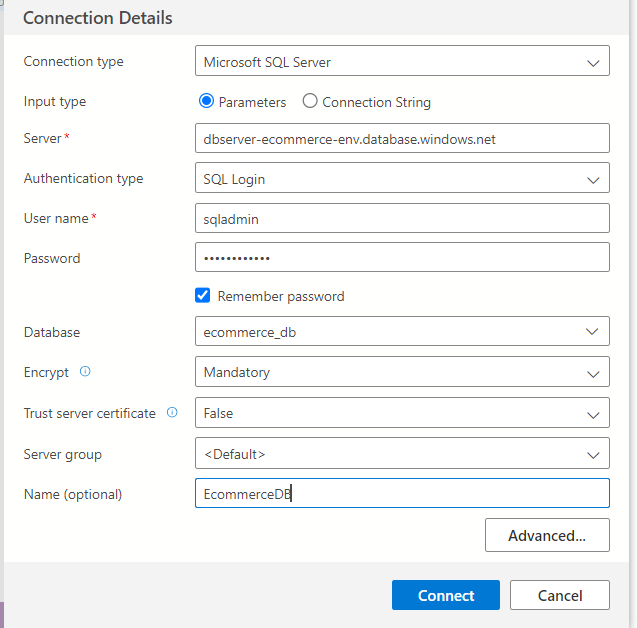 Connection Details
Connection type Microsoft SQL Server
Input type Parameters Connection String
Server* dbserver-ecommerce-env.database.windows.net
Authentication type SQL Login
User name* sqladmin
Password ••••••••••••
Remember password
Database ecommerce_db
Encrypt Mandatory
Trust server certificate False
Server group <Default>
Name (optional) EcommerceDB
Advanced...
Connect Cancel